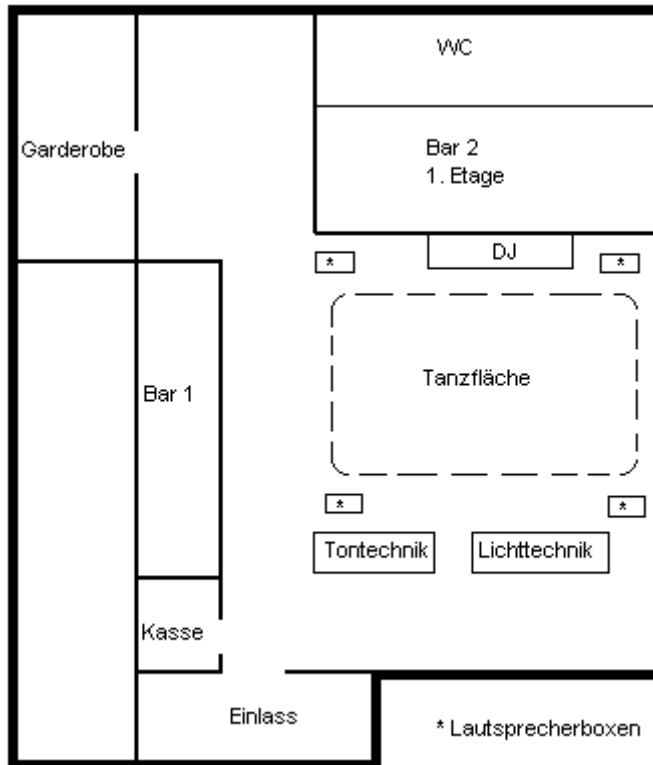 WC
Garderobe
Bar 2
1. Etage
DJ
*
*
Tanzfläche
Bar 1
*
*
Tontechnik
Lichttechnik
Kasse
Einlass
* Lautsprecherboxen